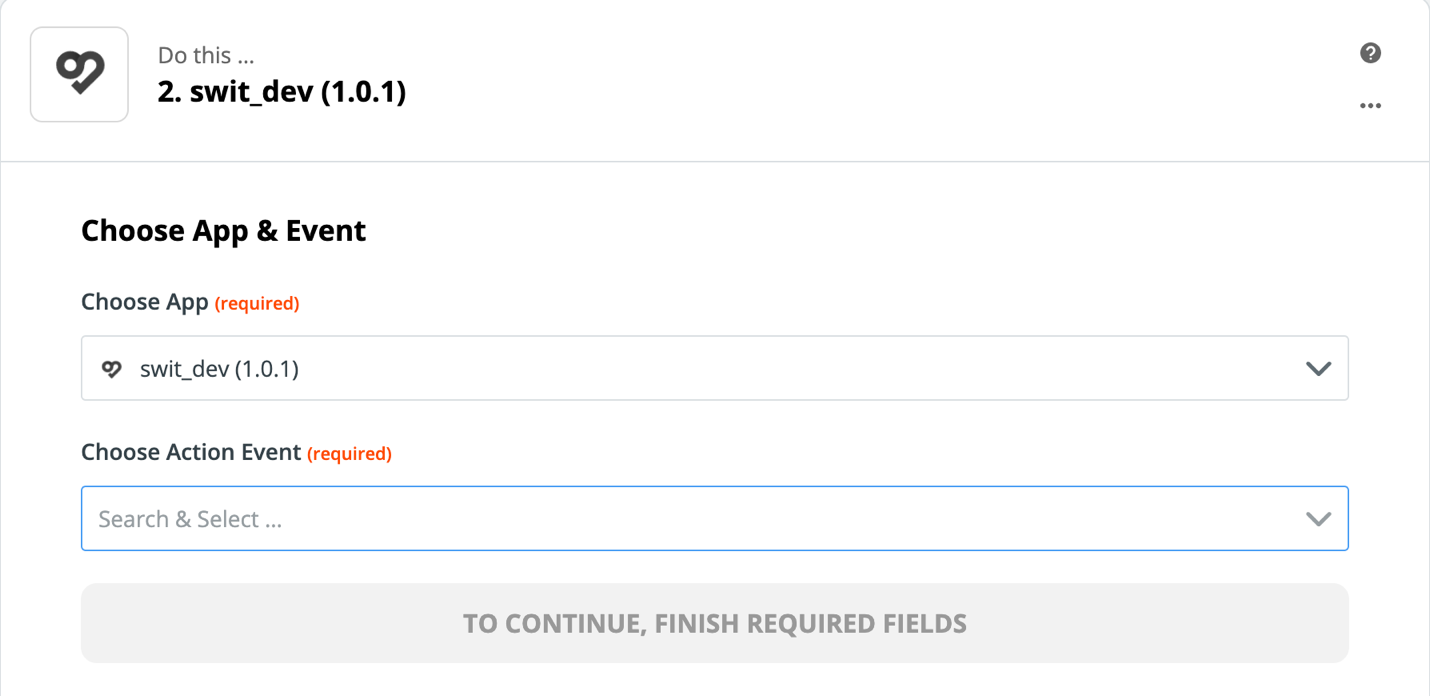 Do this ...
2. swit_dev (1.0.1)
Choose App & Event
Choose App (required)
swit_dev (1.0.1)
Choose Action Event (required)
Search & Select ...
TO CONTINUE, FINISH REQUIRED FIELDS